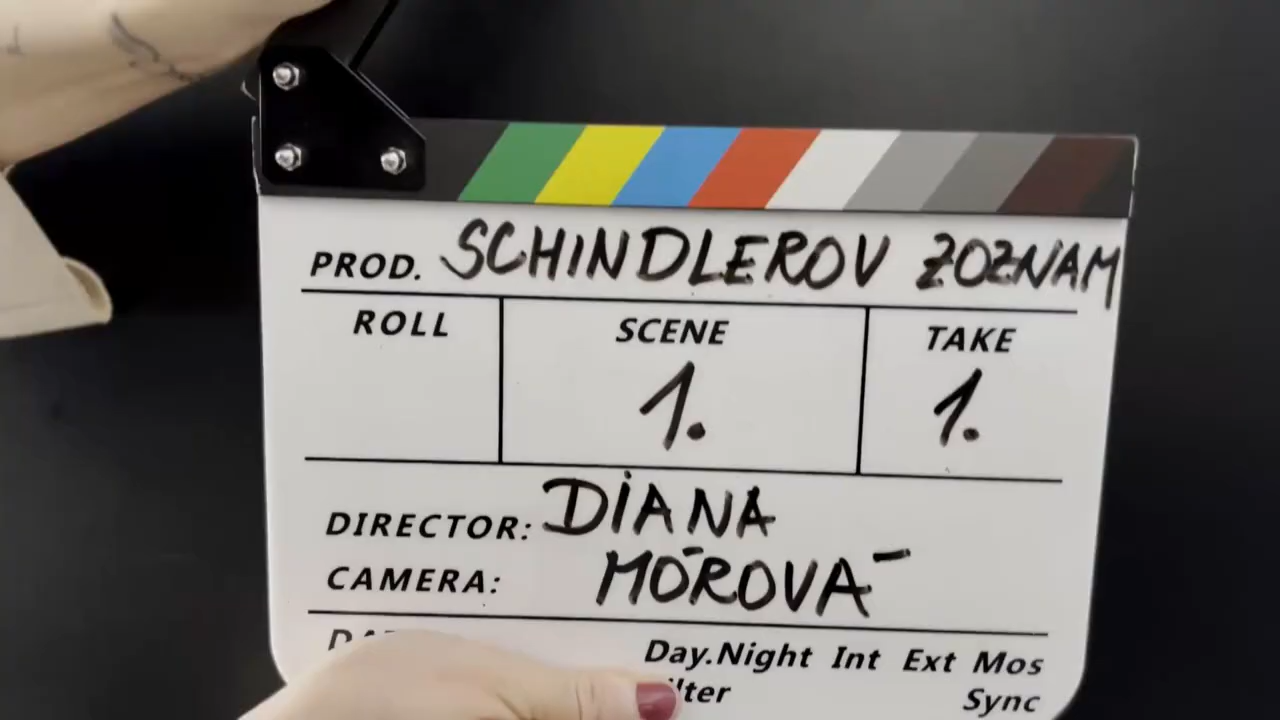 PROD. SCHINDLEROV ZOZNAM
ROLL SCENE TAKE
1. 1.
DIRECTOR: DIANA
CAMERA: MÓROVÁ
Day.Night Int Ext Mos
Sync